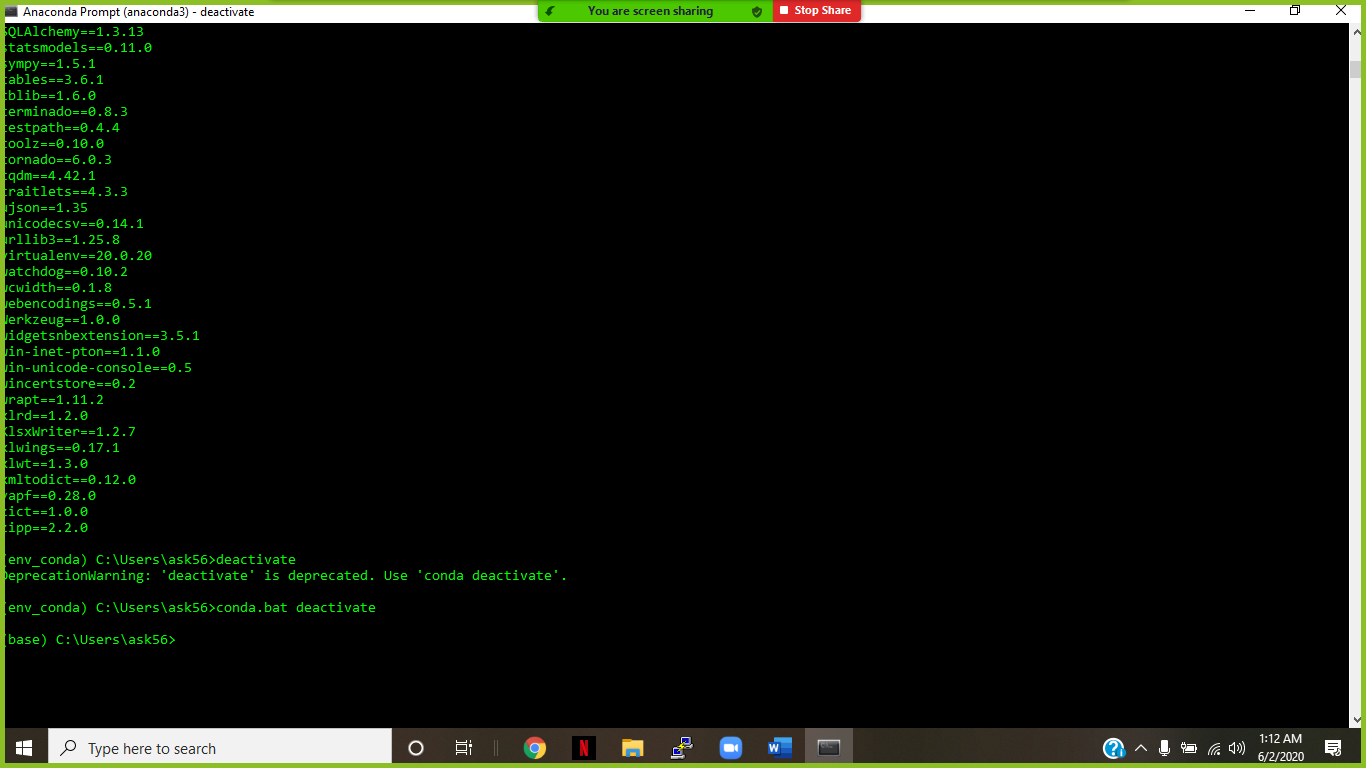 Anaconda Prompt (anaconda3) - deactivate
You are screen sharing
Stop Share
SQLAlchemy==1.3.13
statsmodels==0.11.0
sympy==1.5.1
tables==3.6.1
tblib==1.6.0
terminado==0.8.3
testpath==0.4.4
toolz==0.10.0
tornado==6.0.3
tqdm==4.42.1
traitlets==4.3.3
ujson==1.35
unicodecsv==0.14.1
urllib3==1.25.8
virtualenv==20.0.20
watchdog==0.10.2
wcwidth==0.1.8
webencodings==0.5.1
Werkzeug==1.0.0
widgetsnbextension==3.5.1
win-inet-pton==1.1.0
win-unicode-console==0.5
wincertstore==0.2
wrapt==1.11.2
xlrd==1.2.0
XlsxWriter==1.2.7
xlwings==0.17.1
xlwt==1.3.0
xmltodict==0.12.0
yapf==0.28.0
zict==1.0.0
zipp==2.2.0
(env_conda) C:\Users\ask56>deactivate
DeprecationWarning: 'deactivate' is deprecated. Use 'conda deactivate'.
(env_conda) C:\Users\ask56>conda.bat deactivate
(base) C:\Users\ask56>
Type here to search
N
W
1:12 AM
6/2/2020